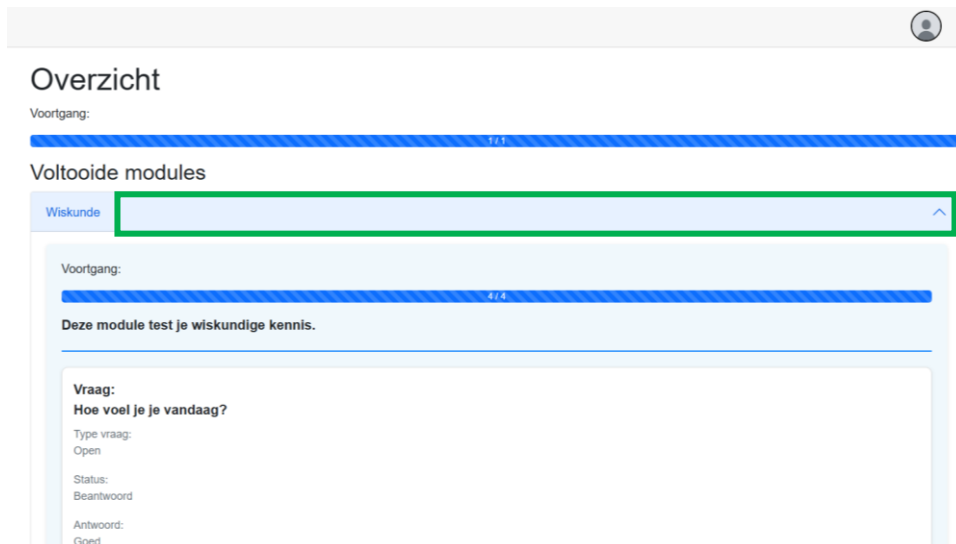 Overzicht
Voortgang:
1 / 1
Voltooide modules
Wiskunde
Voortgang:
4 / 4
Deze module test je wiskundige kennis.
Vraag:
Hoe voel je je vandaag?
Type vraag:
Open
Status:
Beantwoord
Antwoord:
Goed